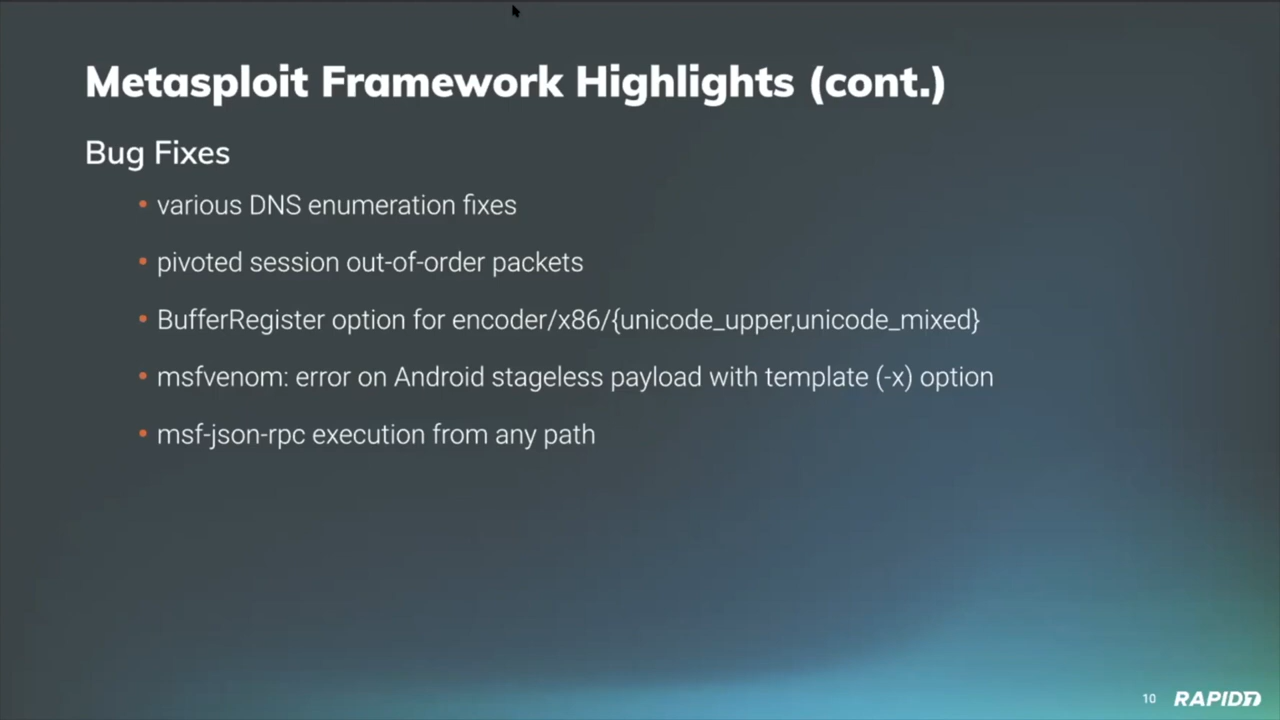 Metasploit Framework Highlights (cont.)
Bug Fixes
• various DNS enumeration fixes
• pivoted session out-of-order packets
• BufferRegister option for encoder/x86/{unicode_upper,unicode_mixed}
• msfvenom: error on Android stageless payload with template (-x) option
• msf-json-rpc execution from any path
10
RAPID7